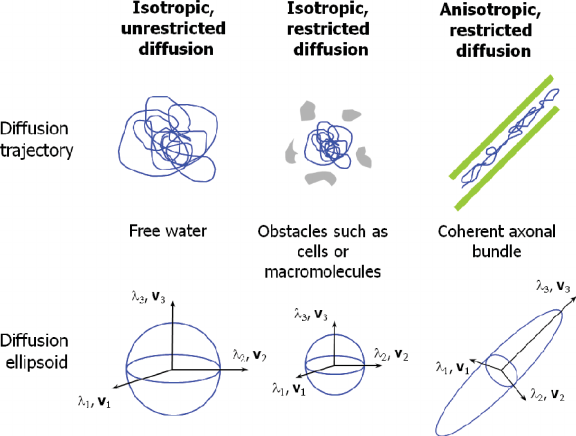 Isotropic,
unrestricted
diffusion
Isotropic,
restricted
diffusion
Anisotropic,
restricted
diffusion
Diffusion
trajectory
Free water
Obstacles such as
cells or
macromolecules
Coherent axonal
bundle
Diffusion
ellipsoid
λ₃, v₃
λ₂, v₂
λ₁, v₁
λ₃, v₃
λ₂, v₂
λ₁, v₁
λ₃, v₃
λ₁, v₁
λ₂, v₂